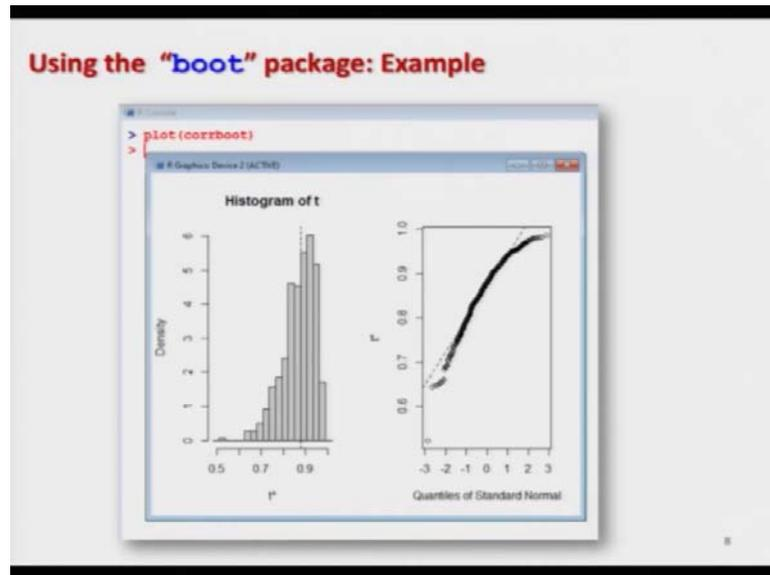 Using the "boot" package: Example
R Console
> plot(corrboot)
>
R Graphics: Device 2 (ACTIVE)
Histogram of t
Density
6
5
4
3
2
1
0
0.5 0.7 0.9
t*
t*
1.0
0.9
0.8
0.7
0.6
-3 -2 -1 0 1 2 3
Quantiles of Standard Normal
8